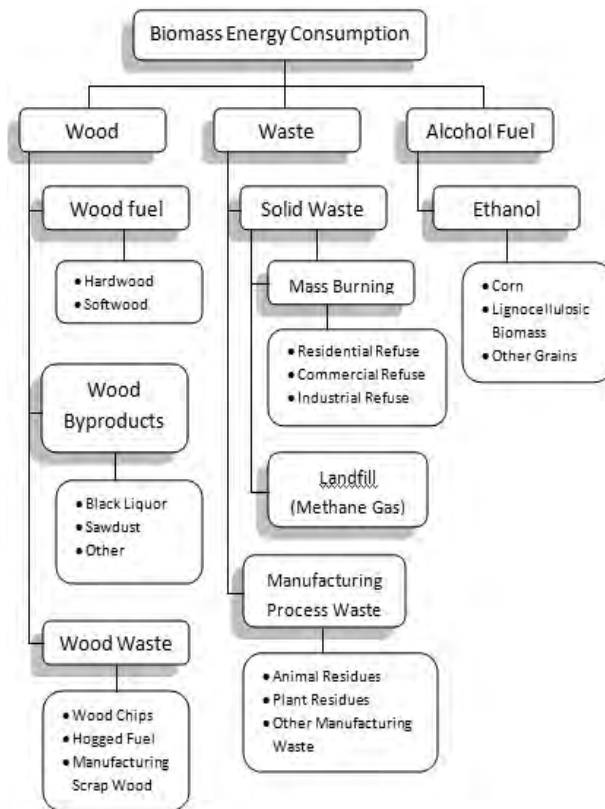 Biomass Energy Consumption
Wood
Wood fuel
• Hardwood
• Softwood
Wood
Byproducts
• Black Liquor
• Sawdust
• Other
Wood Waste
• Wood Chips
• Hogged Fuel
• Manufacturing
Scrap Wood
Waste
Solid Waste
Mass Burning
• Residential Refuse
• Commercial Refuse
• Industrial Refuse
Landfill
(Methane Gas)
Manufacturing
Process Waste
• Animal Residues
• Plant Residues
• Other Manufacturing
Waste
Alcohol Fuel
Ethanol
• Corn
• Lignocellulosic
Biomass
• Other Grains